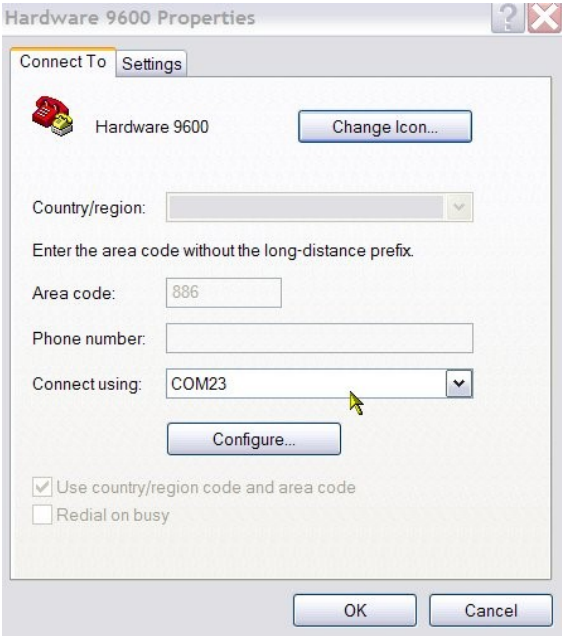 Hardware 9600 Properties
Connect To Settings
Hardware 9600 Change Icon...
Country/region:
Enter the area code without the long-distance prefix.
Area code: 886
Phone number:
Connect using: COM23
Configure...
Use country/region code and area code
Redial on busy
OK Cancel